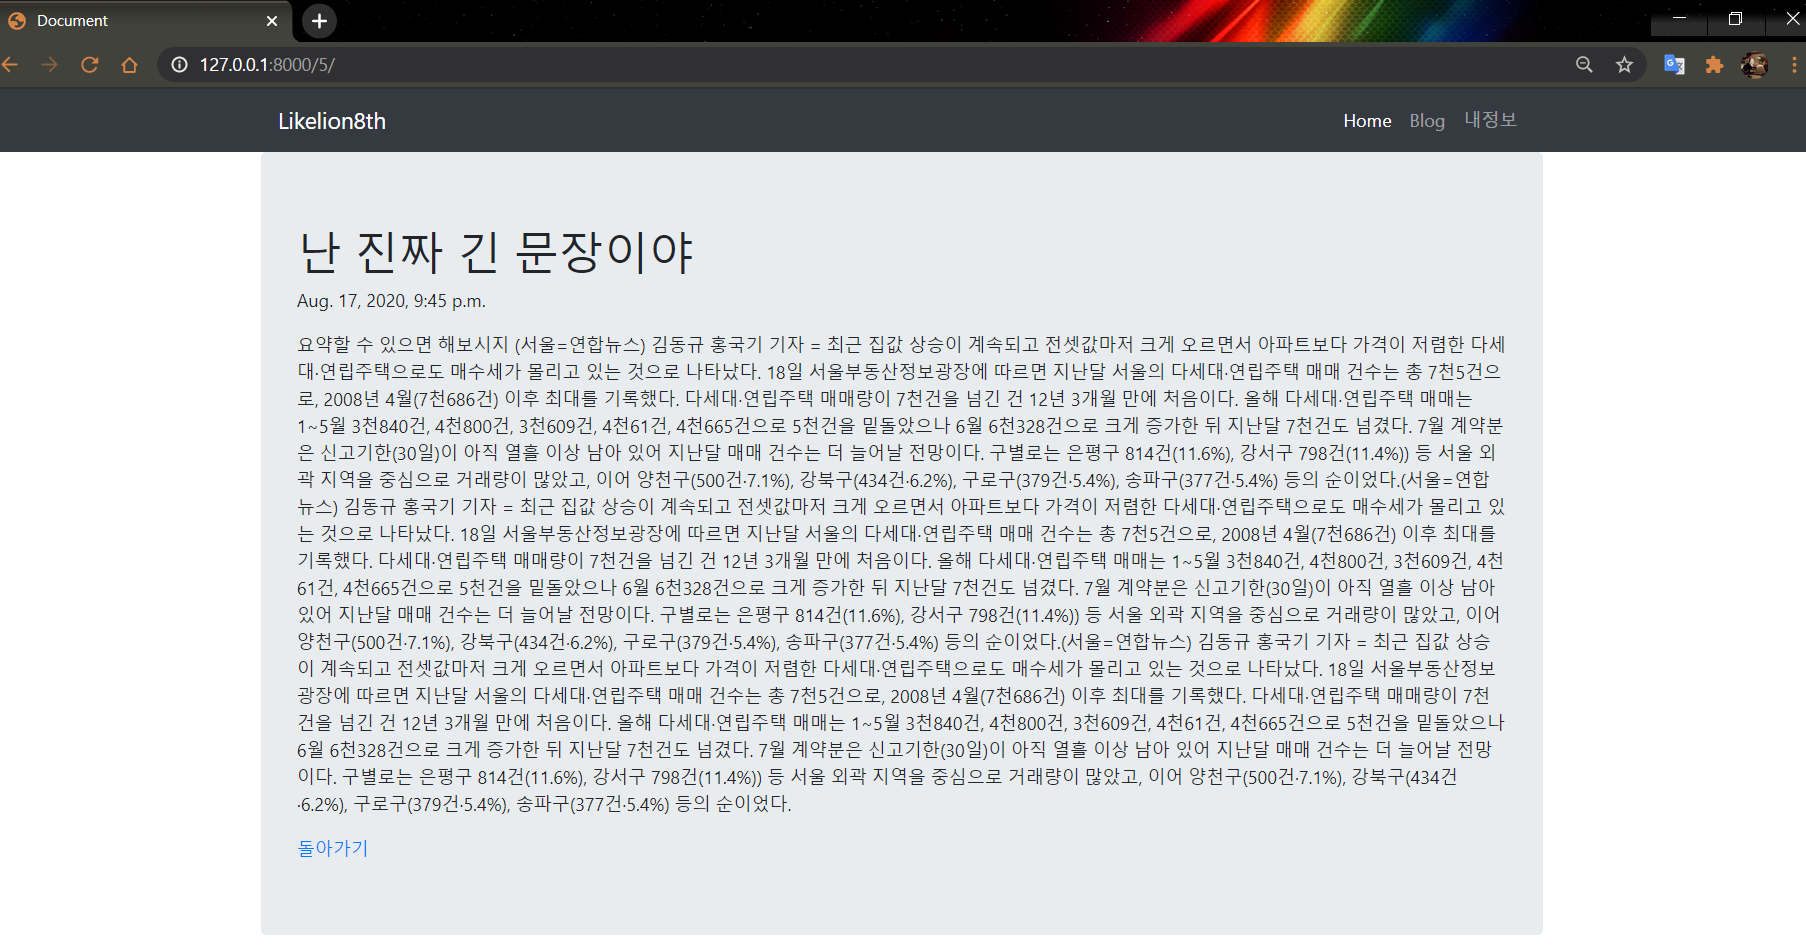 Document
127.0.0.1:8000/5/
Likelion8th
Home Blog 내정보
난 진짜 긴 문장이야
Aug. 17, 2020, 9:45 p.m.
요약할 수 있으면 해보시지 (서울=연합뉴스) 김동규 홍국기 기자 = 최근 집값 상승이 계속되고 전셋값마저 크게 오르면서 아파트보다 가격이 저렴한 다세
대·연립주택으로도 매수세가 몰리고 있는 것으로 나타났다. 18일 서울부동산정보광장에 따르면 지난달 서울의 다세대·연립주택 매매 건수는 총 7천5건으
로, 2008년 4월(7천686건) 이후 최대를 기록했다. 다세대·연립주택 매매량이 7천건을 넘긴 건 12년 3개월 만에 처음이다. 올해 다세대·연립주택 매매는
1~5월 3천840건, 4천800건, 3천609건, 4천61건, 4천665건으로 5천건을 밑돌았으나 6월 6천328건으로 크게 증가한 뒤 지난달 7천건도 넘겼다. 7월 계약분
은 신고기한(30일)이 아직 열흘 이상 남아 있어 지난달 매매 건수는 더 늘어날 전망이다. 구별로는 은평구 814건(11.6%), 강서구 798건(11.4%)) 등 서울 외
곽 지역을 중심으로 거래량이 많았고, 이어 양천구(500건·7.1%), 강북구(434건·6.2%), 구로구(379건·5.4%), 송파구(377건·5.4%) 등의 순이었다.(서울=연합
뉴스) 김동규 홍국기 기자 = 최근 집값 상승이 계속되고 전셋값마저 크게 오르면서 아파트보다 가격이 저렴한 다세대·연립주택으로도 매수세가 몰리고 있
는 것으로 나타났다. 18일 서울부동산정보광장에 따르면 지난달 서울의 다세대·연립주택 매매 건수는 총 7천5건으로, 2008년 4월(7천686건) 이후 최대를
기록했다. 다세대·연립주택 매매량이 7천건을 넘긴 건 12년 3개월 만에 처음이다. 올해 다세대·연립주택 매매는 1~5월 3천840건, 4천800건, 3천609건, 4천
61건, 4천665건으로 5천건을 밑돌았으나 6월 6천328건으로 크게 증가한 뒤 지난달 7천건도 넘겼다. 7월 계약분은 신고기한(30일)이 아직 열흘 이상 남아
있어 지난달 매매 건수는 더 늘어날 전망이다. 구별로는 은평구 814건(11.6%), 강서구 798건(11.4%)) 등 서울 외곽 지역을 중심으로 거래량이 많았고, 이어
양천구(500건·7.1%), 강북구(434건·6.2%), 구로구(379건·5.4%), 송파구(377건·5.4%) 등의 순이었다.(서울=연합뉴스) 김동규 홍국기 기자 = 최근 집값 상승
이 계속되고 전셋값마저 크게 오르면서 아파트보다 가격이 저렴한 다세대·연립주택으로도 매수세가 몰리고 있는 것으로 나타났다. 18일 서울부동산정보
광장에 따르면 지난달 서울의 다세대·연립주택 매매 건수는 총 7천5건으로, 2008년 4월(7천686건) 이후 최대를 기록했다. 다세대·연립주택 매매량이 7천
건을 넘긴 건 12년 3개월 만에 처음이다. 올해 다세대·연립주택 매매는 1~5월 3천840건, 4천800건, 3천609건, 4천61건, 4천665건으로 5천건을 밑돌았으나
6월 6천328건으로 크게 증가한 뒤 지난달 7천건도 넘겼다. 7월 계약분은 신고기한(30일)이 아직 열흘 이상 남아 있어 지난달 매매 건수는 더 늘어날 전망
이다. 구별로는 은평구 814건(11.6%), 강서구 798건(11.4%)) 등 서울 외곽 지역을 중심으로 거래량이 많았고, 이어 양천구(500건·7.1%), 강북구(434건
·6.2%), 구로구(379건·5.4%), 송파구(377건·5.4%) 등의 순이었다.
돌아가기